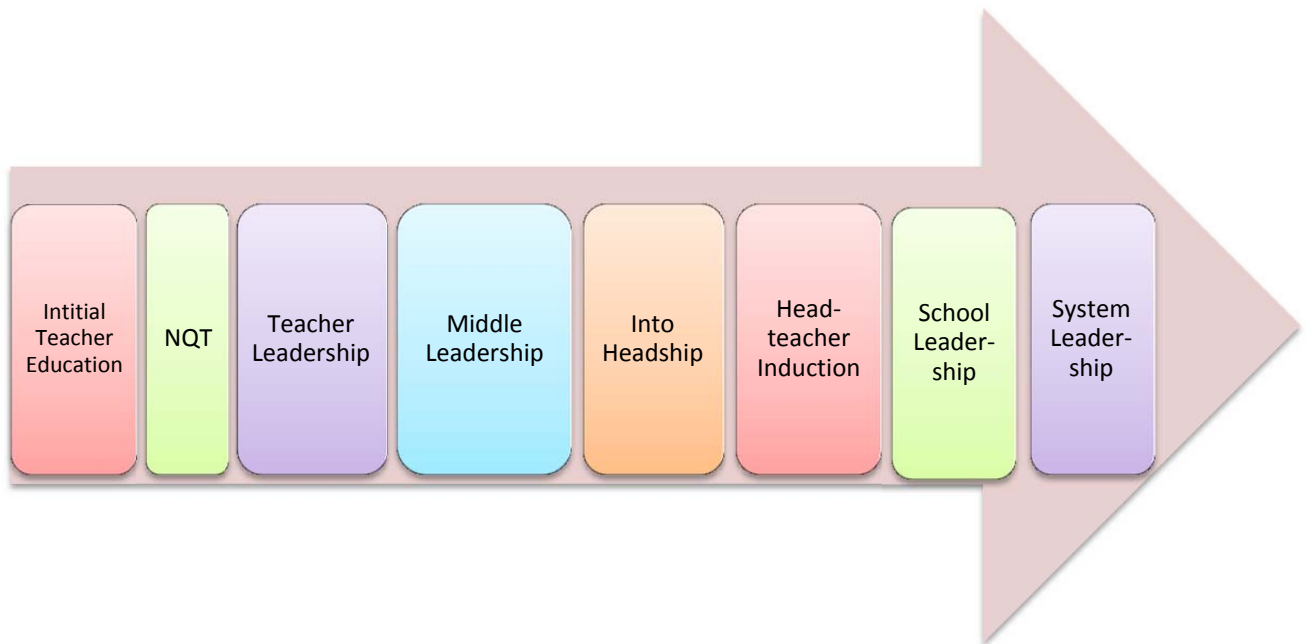 Intitial
Teacher
Education
NQT
Teacher
Leadership
Middle
Leadership
Into
Headship
Head-
teacher
Induction
School
Leader-
ship
System
Leader-
ship